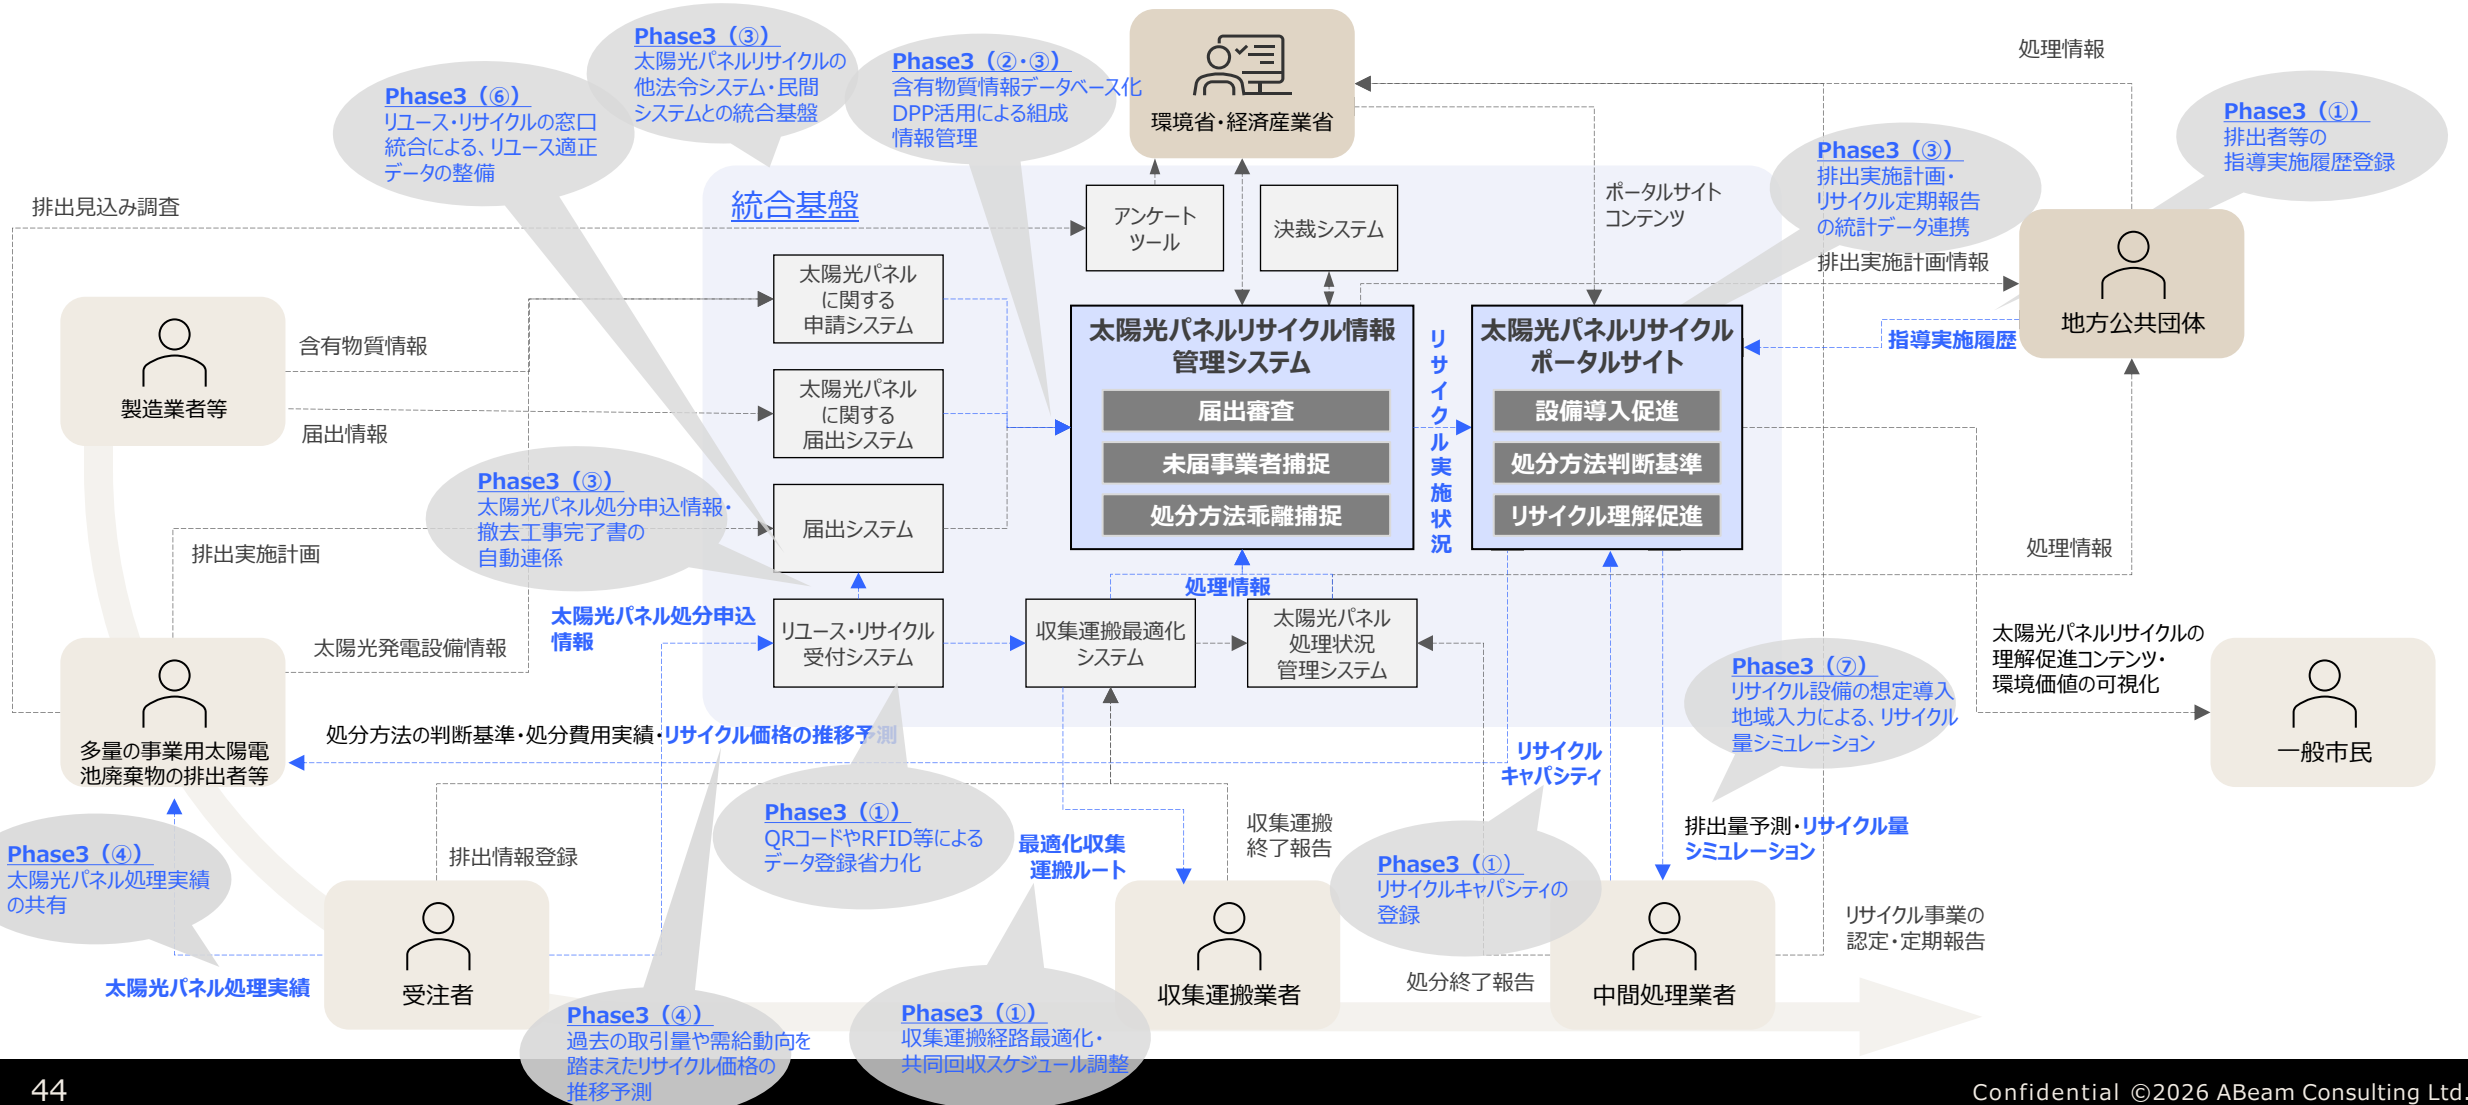 Phase3（③）
太陽光パネルリサイクルの
他法令システム・民間
システムとの統合基盤
Phase3（②・③）
含有物質情報データベース化
DPP活用による組成
情報管理
環境省・経済産業省
処理情報
Phase3（⑥）
リユース・リサイクルの窓口
統合による、リユース適正
データの整備
Phase3（①）
排出者等の
指導実施履歴登録
Phase3（③）
排出実施計画・
リサイクル定期報告
の統計データ連携
排出見込み調査
統合基盤
アンケート
ツール
決裁システム
ポータルサイト
コンテンツ
排出実施計画情報
地方公共団体
指導実施履歴
太陽光パネル
に関する
申請システム
太陽光パネルリサイクル情報
管理システム
届出審査
未届事業者捕捉
処分方法乖離捕捉
リ
サ
イ
ク
ル
実
施
状
況
太陽光パネルリサイクル
ポータルサイト
設備導入促進
処分方法判断基準
リサイクル理解促進
製造業者等
含有物質情報
届出情報
太陽光パネル
に関する
届出システム
Phase3（③）
太陽光パネル処分申込情報・
撤去工事完了書の
自動連係
届出システム
排出実施計画
処理情報
処理情報
太陽光パネル処分申込
情報
リユース・リサイクル
受付システム
収集運搬最適化
システム
太陽光パネル
処理状況
管理システム
太陽光発電設備情報
多量の事業用太陽電
池廃棄物の排出者等
処分方法の判断基準・処分費用実績・リサイクル価格の推移予測
Phase3（⑦）
リサイクル設備の想定導入
地域入力による、リサイクル
量シミュレーション
太陽光パネルリサイクルの
理解促進コンテンツ・
環境価値の可視化
一般市民
リサイクル
キャパシティ
Phase3（①）
QRコードやRFID等による
データ登録省力化
収集運搬
終了報告
最適化収集
運搬ルート
排出量予測・リサイクル量
シミュレーション
Phase3（④）
太陽光パネル処理実績
の共有
排出情報登録
Phase3（①）
リサイクルキャパシティの
登録
リサイクル事業の
認定・定期報告
太陽光パネル処理実績
受注者
収集運搬業者
処分終了報告
中間処理業者
Phase3（④）
過去の取引量や需給動向を
踏まえたリサイクル価格の
推移予測
Phase3（①）
収集運搬経路最適化・
共同回収スケジュール調整
44
Confidential ©2026 ABeam Consulting Ltd.